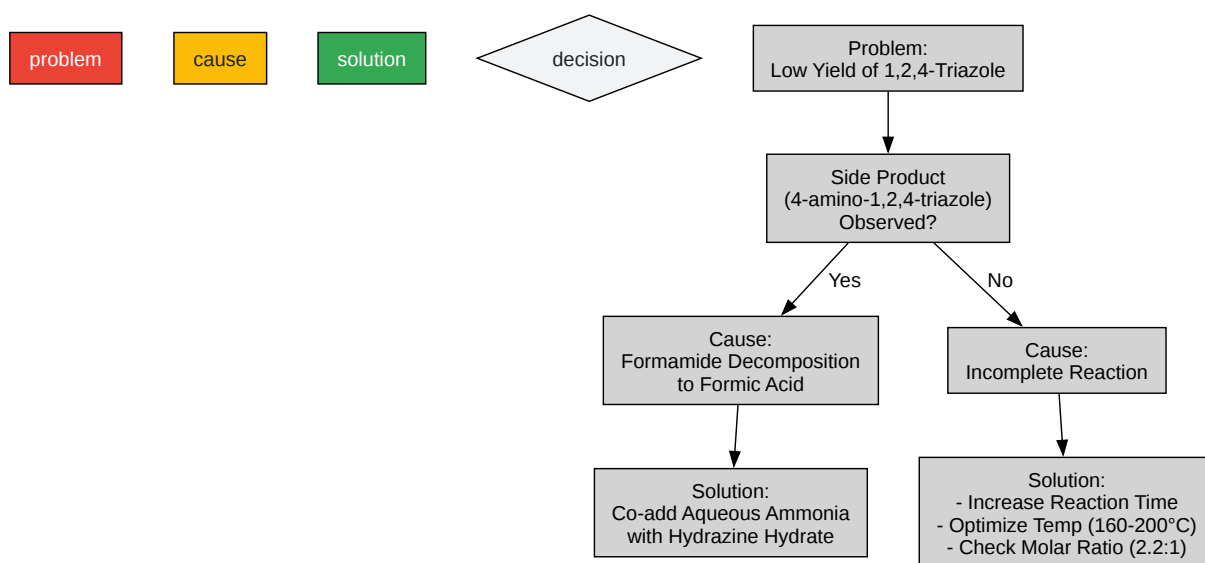 problem
cause
solution
decision
Problem:
Low Yield of 1,2,4-Triazole
Side Product
(4-amino-1,2,4-triazole)
Observed?
Yes
No
Cause:
Formamide Decomposition
to Formic Acid
Cause:
Incomplete Reaction
Solution:
Co-add Aqueous Ammonia
with Hydrazine Hydrate
Solution:
- Increase Reaction Time
- Optimize Temp (160-200°C)
- Check Molar Ratio (2.2:1)